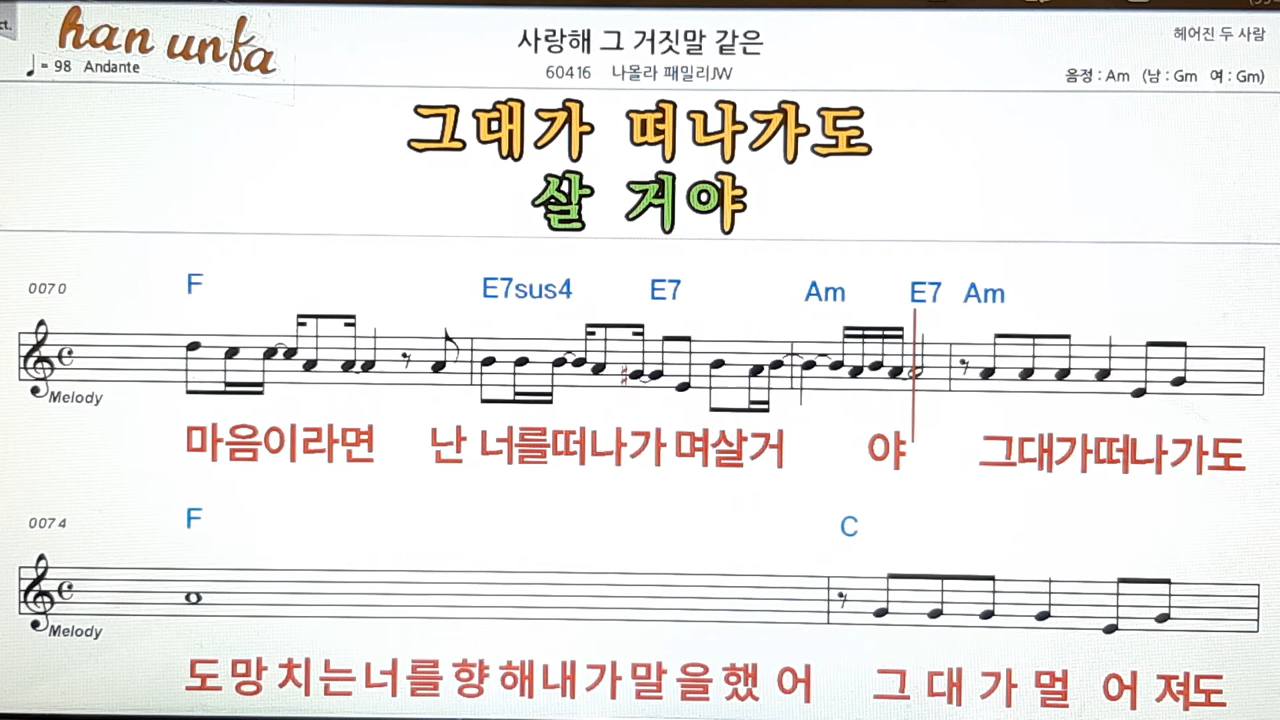 ct.
han unfa
사랑해 그 거짓말 같은
헤어진 두 사람
♩= 98 Andante
60416 나몰라 패밀리JW
음정 : Am (남 : Gm 여 : Gm)
그대가 떠나가도
살 거야
0070 F E7sus4 E7 Am E7 Am
Melody
마음이라면 난 너를떠나가 며살거 야 그대가떠나가도
0074 F C
Melody
도망치는너를향해내가말을했어 그대가멀어져도